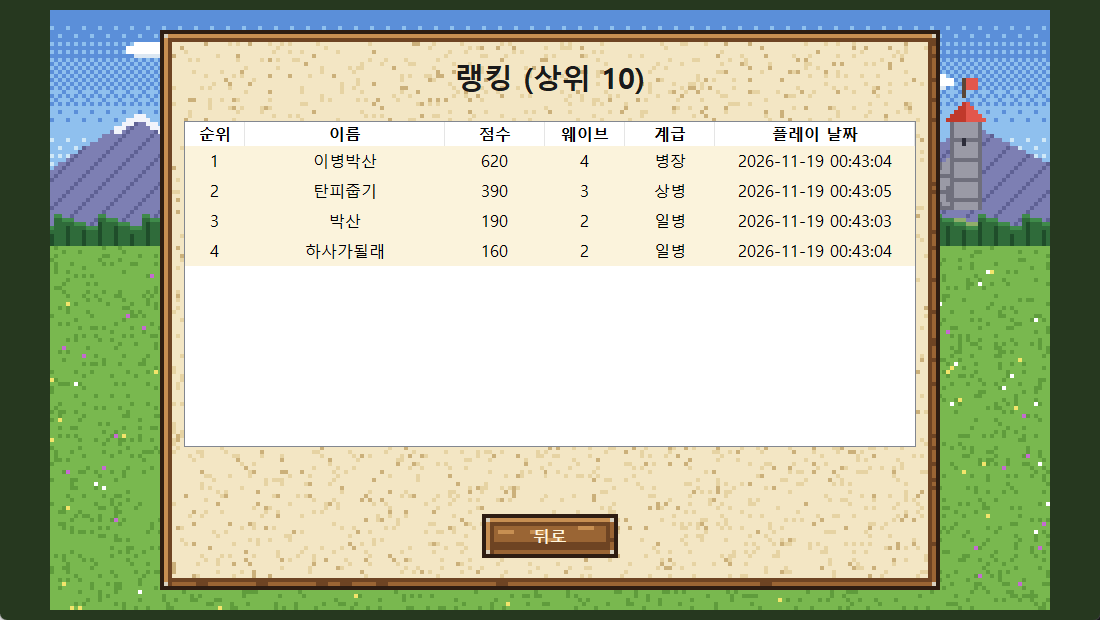 랭킹 (상위 10)
순위 이름 점수 웨이브 계급 플레이 날짜
1 이병박산 620 4 병장 2026-11-19 00:43:04
2 탄피줍기 390 3 상병 2026-11-19 00:43:05
3 박산 190 2 일병 2026-11-19 00:43:03
4 하사가될래 160 2 일병 2026-11-19 00:43:04
뒤로